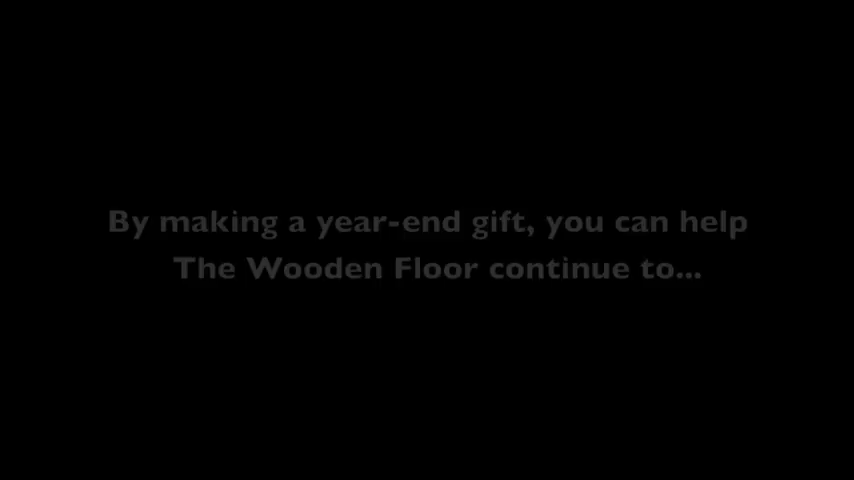 By making a year-end gift, you can help
The Wooden Floor continue to...